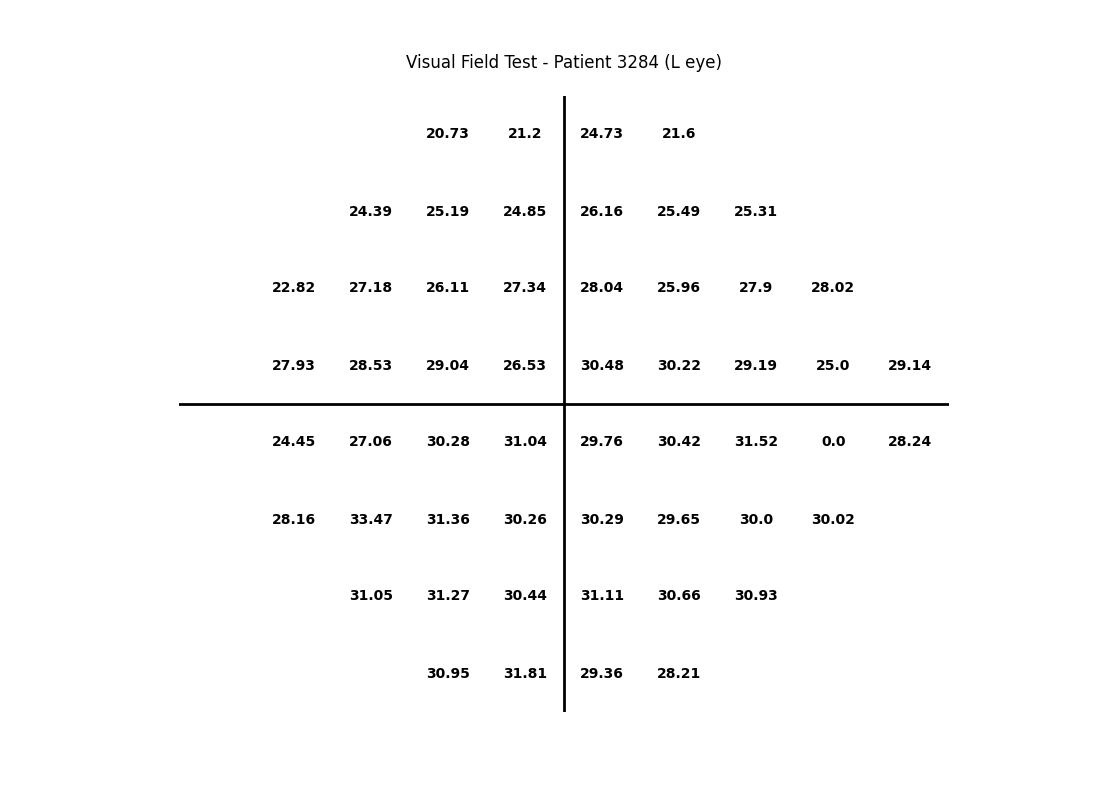 Visual Field Test - Patient 3284 (L eye)
20.73 21.2 24.73 21.6
24.39 25.19 24.85 26.16 25.49 25.31
22.82 27.18 26.11 27.34 28.04 25.96 27.9 28.02
27.93 28.53 29.04 26.53 30.48 30.22 29.19 25.0 29.14
24.45 27.06 30.28 31.04 29.76 30.42 31.52 0.0 28.24
28.16 33.47 31.36 30.26 30.29 29.65 30.0 30.02
31.05 31.27 30.44 31.11 30.66 30.93
30.95 31.81 29.36 28.21